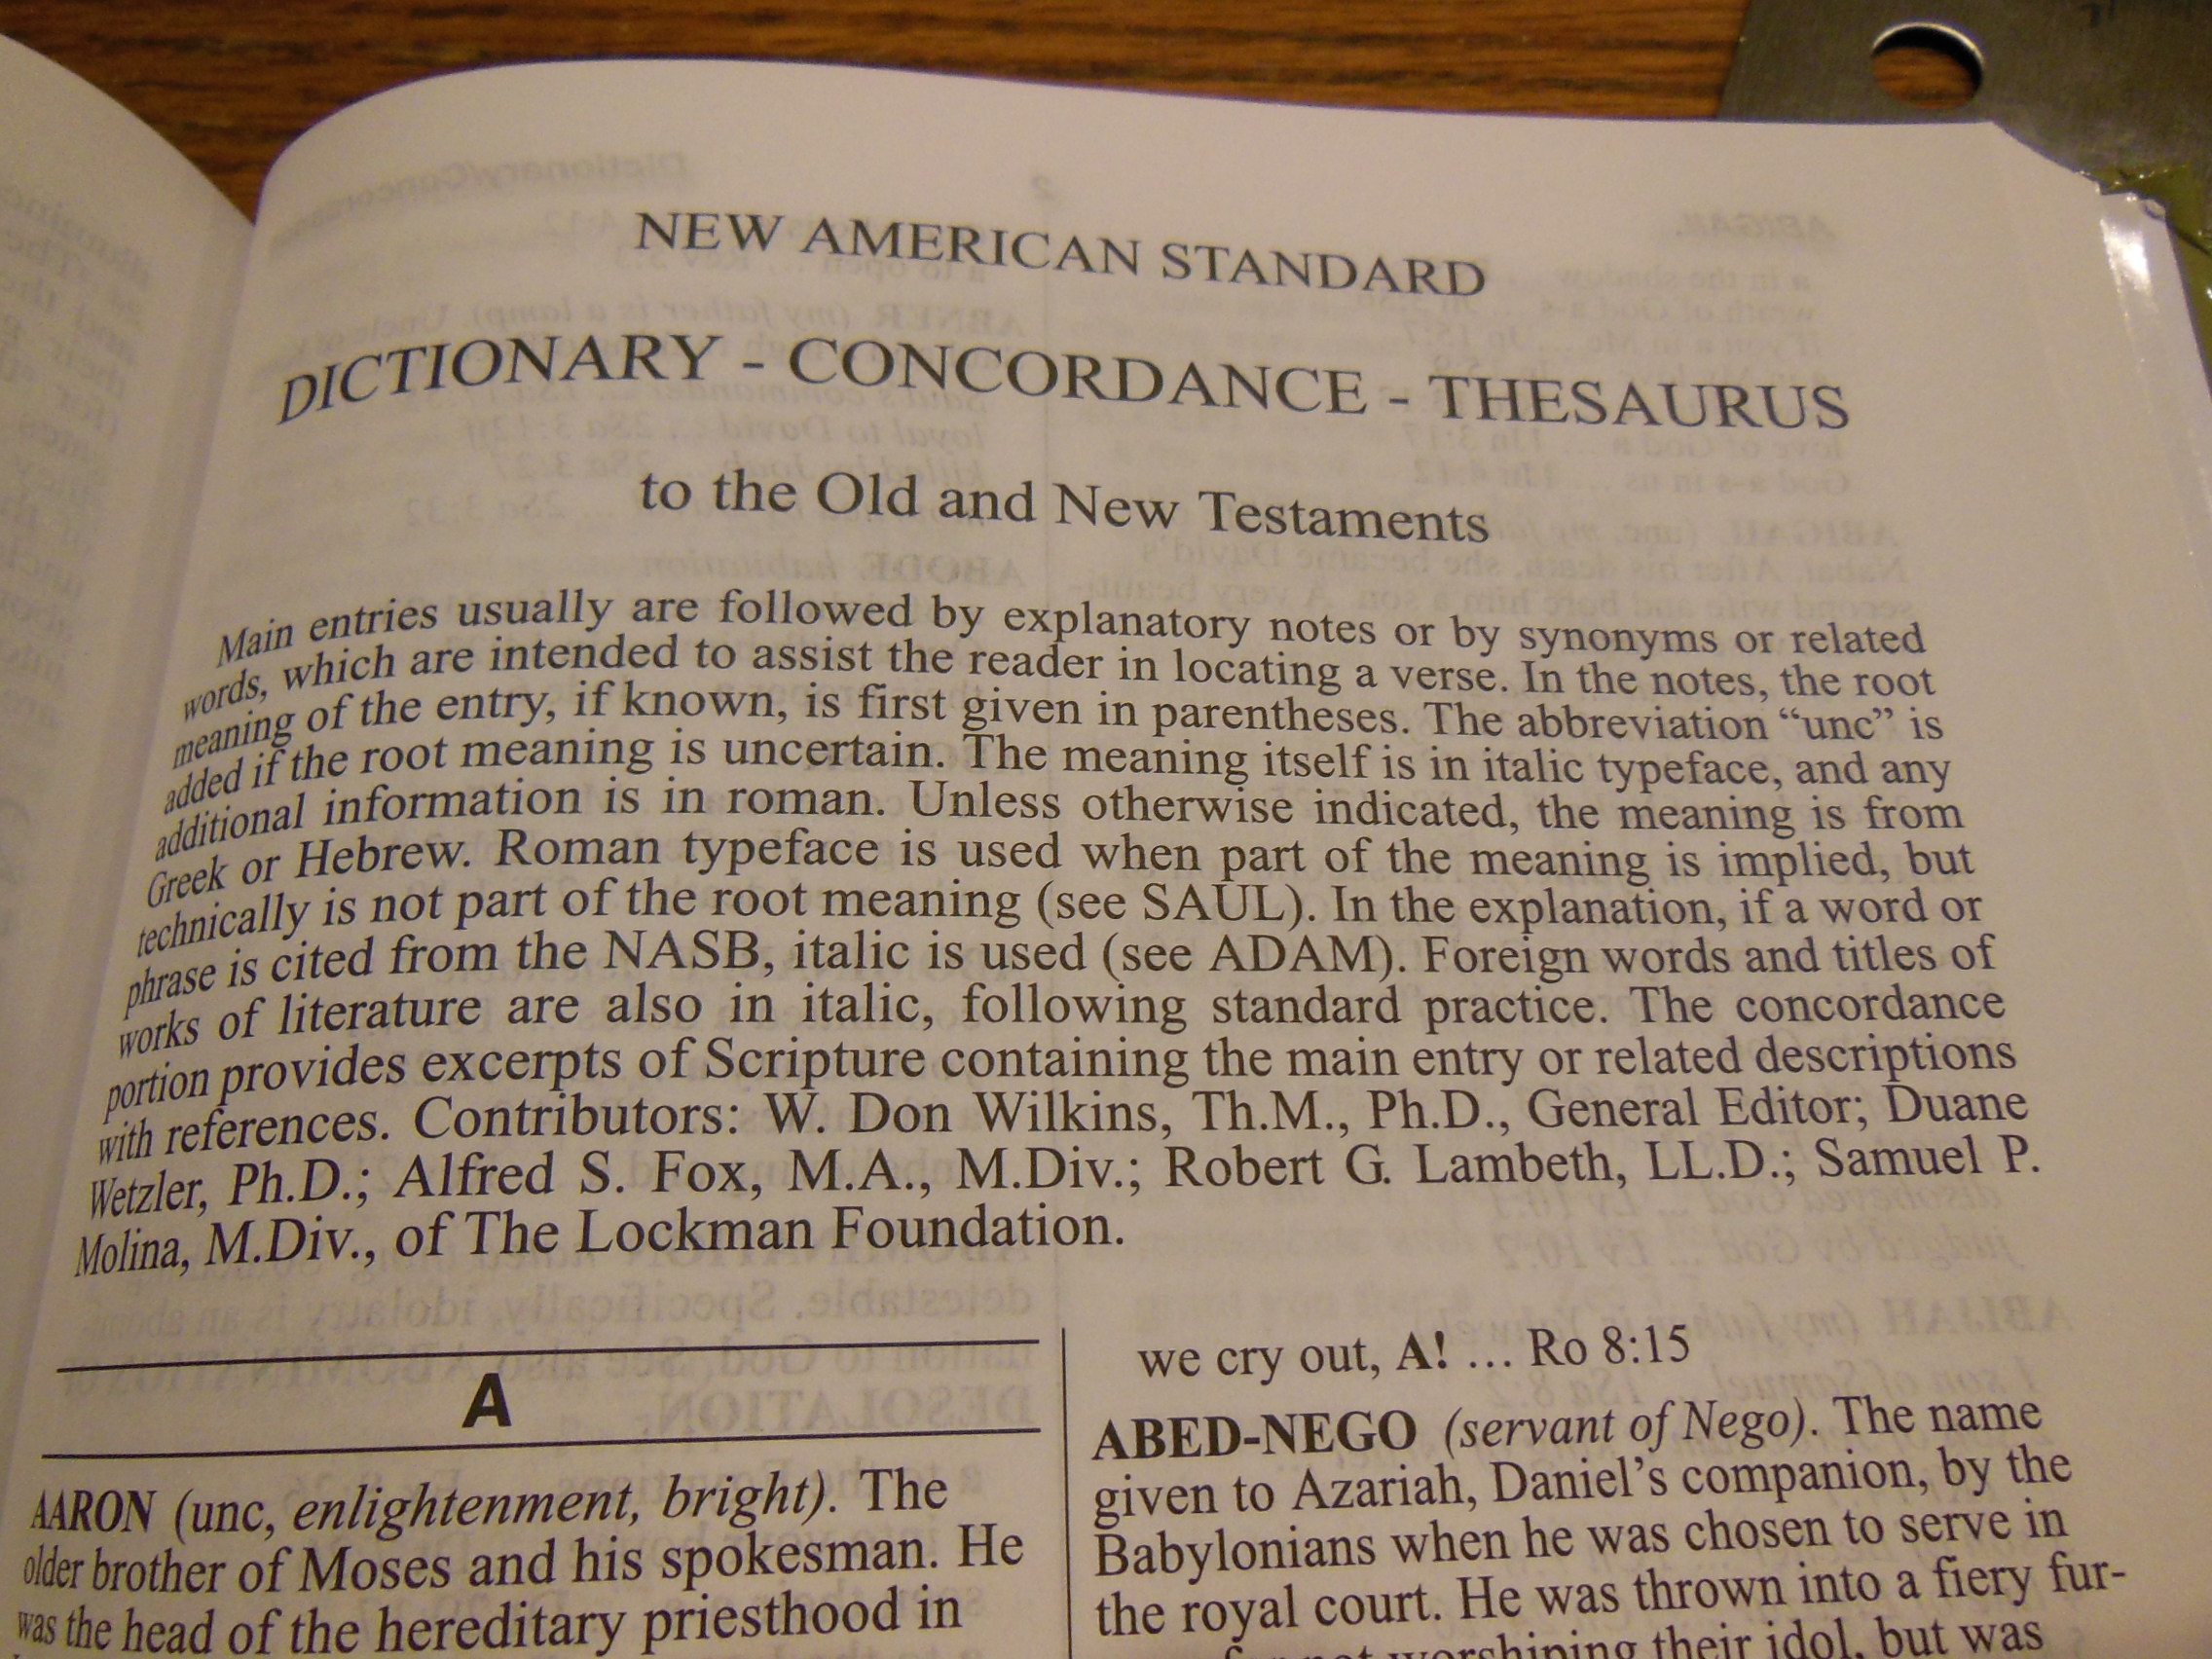 NEW AMERICAN STANDARD
DICTIONARY - CONCORDANCE - THESAURUS
to the Old and New Testaments
Main entries usually are followed by explanatory notes or by synonyms or related
words, which are intended to assist the reader in locating a verse. In the notes, the root
meaning of the entry, if known, is first given in parentheses. The abbreviation “unc” is
added if the root meaning is uncertain. The meaning itself is in italic typeface, and any
additional information is in roman. Unless otherwise indicated, the meaning is from
Greek or Hebrew. Roman typeface is used when part of the meaning is implied, but
technically is not part of the root meaning (see SAUL). In the explanation, if a word or
phrase is cited from the NASB, italic is used (see ADAM). Foreign words and titles of
works of literature are also in italic, following standard practice. The concordance
portion provides excerpts of Scripture containing the main entry or related descriptions
with references. Contributors: W. Don Wilkins, Th.M., Ph.D., General Editor; Duane
Wetzler, Ph.D.; Alfred S. Fox, M.A., M.Div.; Robert G. Lambeth, LL.D.; Samuel P.
Molina, M.Div., of The Lockman Foundation.
A
AARON (unc, enlightenment, bright). The
older brother of Moses and his spokesman. He
was the head of the hereditary priesthood in
we cry out, A! ... Ro 8:15
ABED-NEGO (servant of Nego). The name
given to Azariah, Daniel’s companion, by the
Babylonians when he was chosen to serve in
the royal court. He was thrown into a fiery fur-
not worshiping their idol, but was